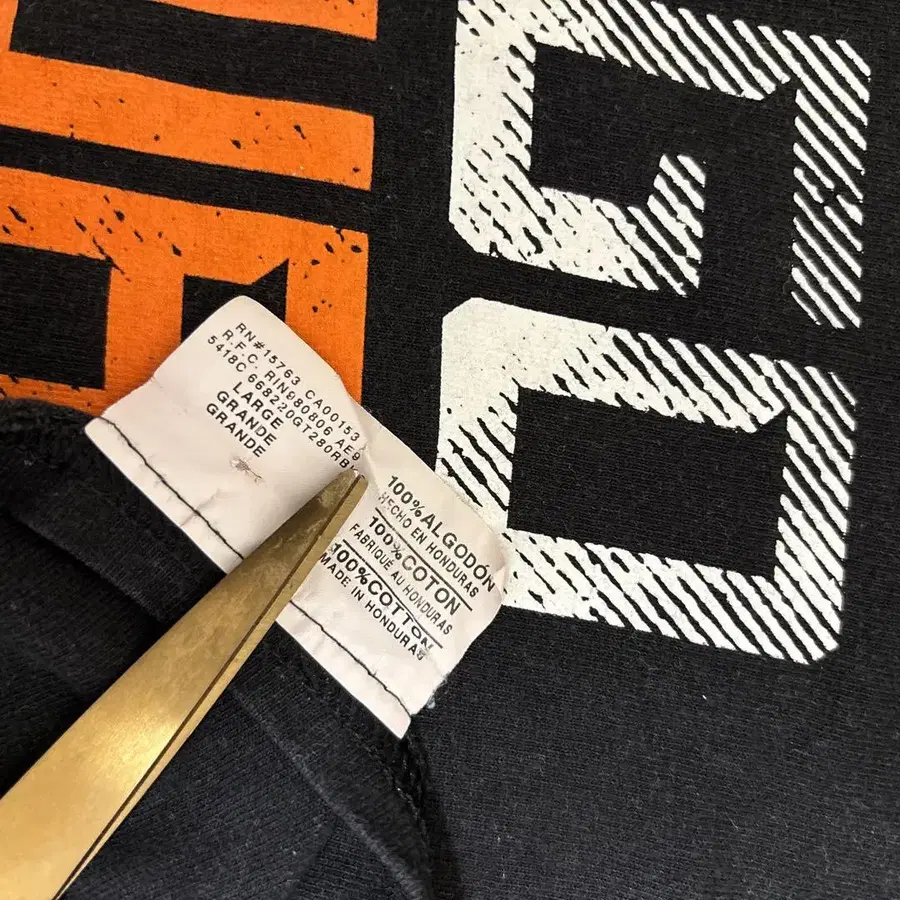 RN#15763 CA00153
R.F.C. RIN980806 AE9
5418C 668220GT280RB
LARGE
GRANDE
GRANDE
100%ALGODÓN
HECHO EN HONDURAS
100%COTON
FABRIQUÉ AU HONDURAS
100%COTTON
MADE IN HONDURAS